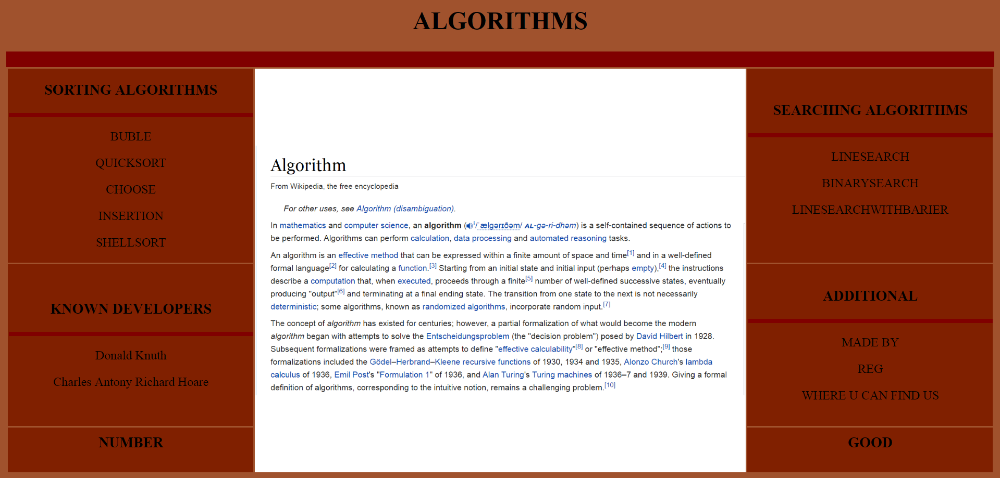 ALGORITHMS
SORTING ALGORITHMS
BUBLE
QUICKSORT
CHOOSE
INSERTION
SHELLSORT
KNOWN DEVELOPERS
Donald Knuth
Charles Antony Richard Hoare
NUMBER
Algorithm
From Wikipedia, the free encyclopedia
For other uses, see Algorithm (disambiguation).
In mathematics and computer science, an algorithm (i/ˈælɡərɪðəm/ AL-gə-ri-dhəm) is a self-contained sequence of actions to
be performed. Algorithms can perform calculation, data processing and automated reasoning tasks.
An algorithm is an effective method that can be expressed within a finite amount of space and time[1] and in a well-defined
formal language[2] for calculating a function.[3] Starting from an initial state and initial input (perhaps empty),[4] the instructions
describe a computation that, when executed, proceeds through a finite[5] number of well-defined successive states, eventually
producing "output"[6] and terminating at a final ending state. The transition from one state to the next is not necessarily
deterministic; some algorithms, known as randomized algorithms, incorporate random input.[7]
The concept of algorithm has existed for centuries; however, a partial formalization of what would become the modern
algorithm began with attempts to solve the Entscheidungsproblem (the "decision problem") posed by David Hilbert in 1928.
Subsequent formalizations were framed as attempts to define "effective calculability"[8] or "effective method";[9] those
formalizations included the Gödel–Herbrand–Kleene recursive functions of 1930, 1934 and 1935, Alonzo Church's lambda
calculus of 1936, Emil Post's "Formulation 1" of 1936, and Alan Turing's Turing machines of 1936–7 and 1939. Giving a formal
definition of algorithms, corresponding to the intuitive notion, remains a challenging problem.[10]
SEARCHING ALGORITHMS
LINESEARCH
BINARYSEARCH
LINESEARCHWITHBARIER
ADDITIONAL
MADE BY
REG
WHERE U CAN FIND US
GOOD